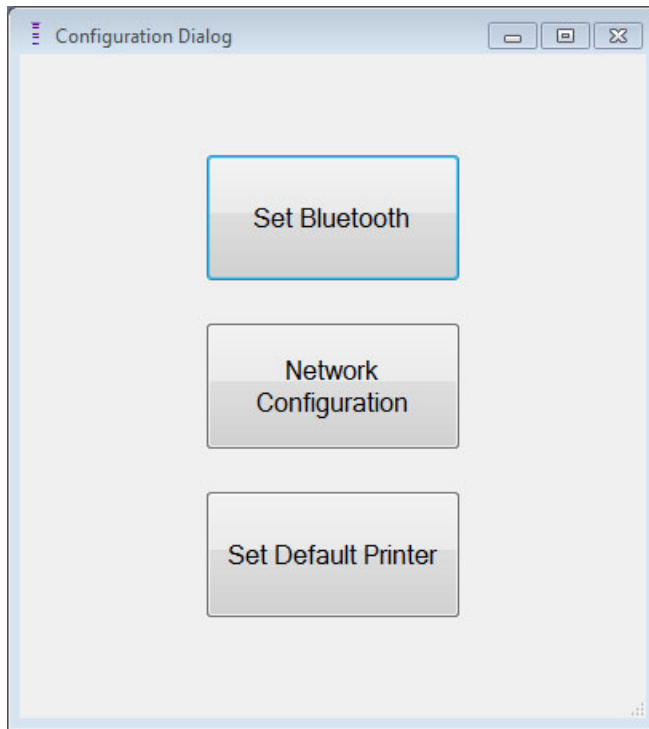 Configuration Dialog
Set Bluetooth
Network
Configuration
Set Default Printer